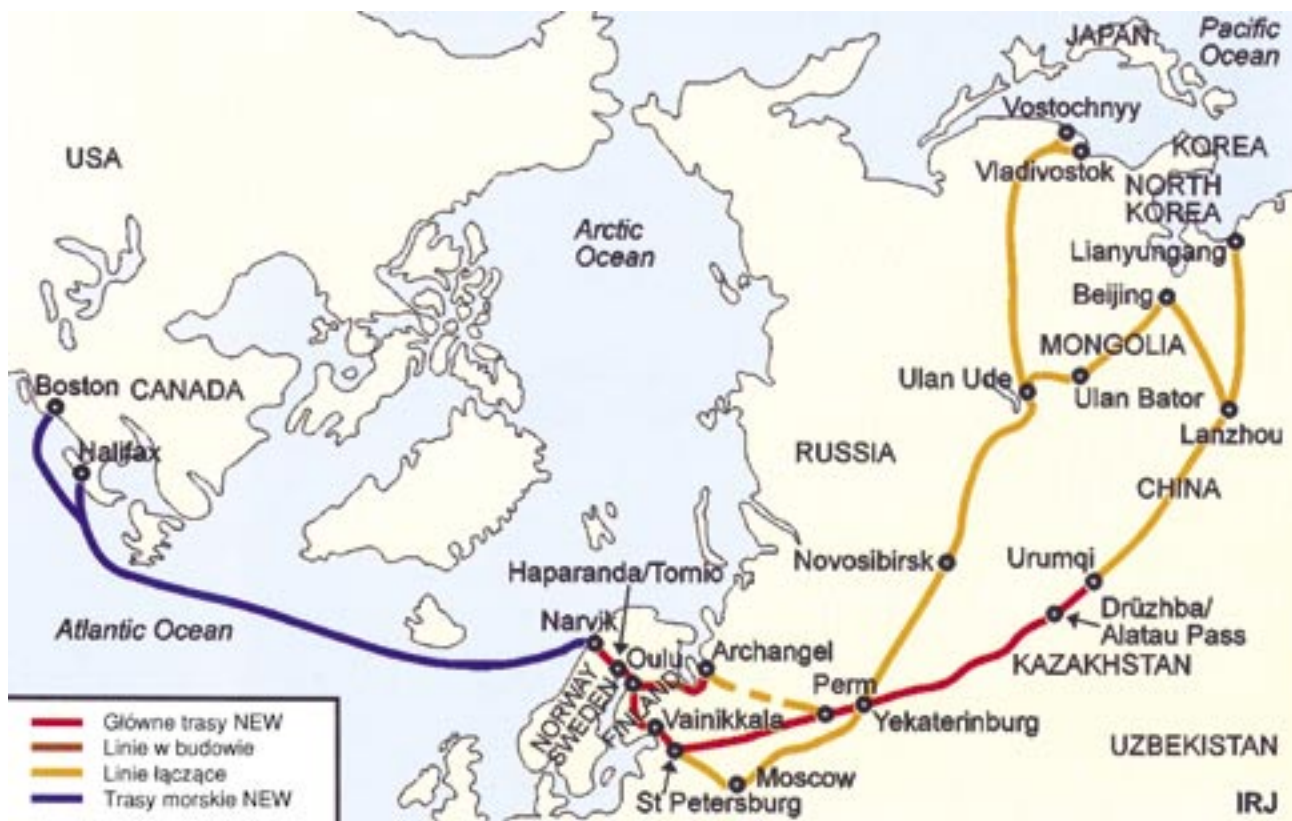 Pacific
Ocean
JAPAN
Vostochnyy
USA
KOREA
Vladivostok
NORTH
KOREA
Arctic
Ocean
Lianyungang
Beijing
MONGOLIA
Ulan Ude
Boston
CANADA
Ulan Bator
Lanzhou
Halifax
RUSSIA
CHINA
Novosibirsk
Urumqi
Haparanda/Tornio
Drūzhba/
Alatau Pass
Atlantic Ocean
Narvik
Oulu
Archangel
KAZAKHSTAN
NORWAY
SWEDEN
FINLAND
Perm
Vainikkala
Yekaterinburg
UZBEKISTAN
Moscow
St Petersburg
Główne trasy NEW
Linie w budowie
Linie łączące
Trasy morskie NEW
IRJ